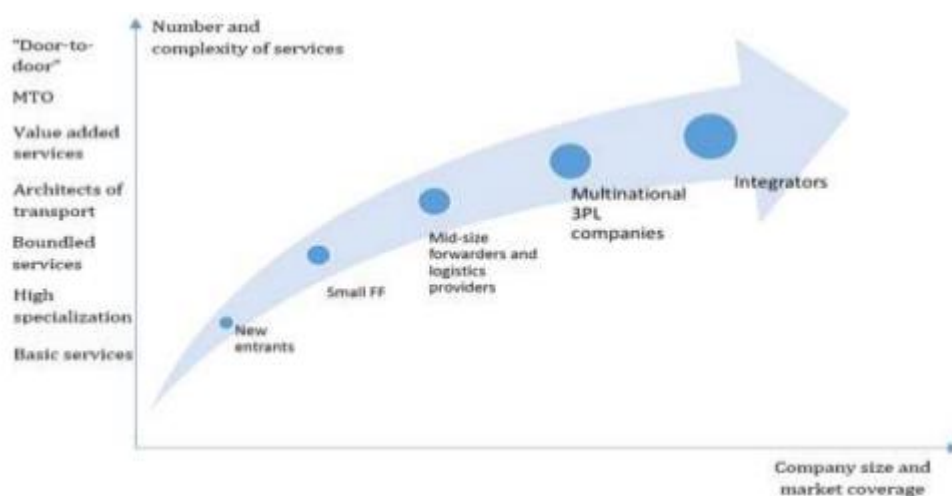 Number and
complexity of services
"Door-to-
door"
MTO
Value added
services
Architects of
transport
Boundled
services
High
specialization
Basic services
New
entrants
Small FF
Mid-size
forwarders and
logistics
providers
Multinational
3PL
companies
Integrators
Company size and
market coverage